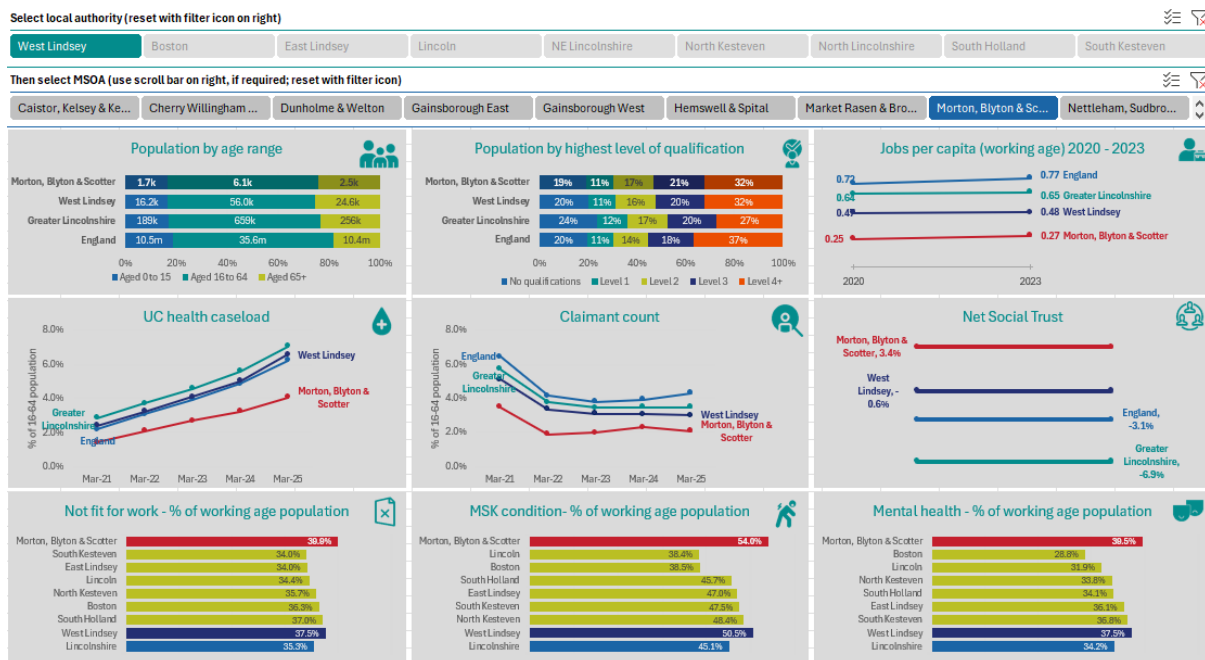 Select local authority (reset with filter icon on right)
West Lindsey Boston East Lindsey Lincoln NE Lincolnshire North Kesteven North Lincolnshire South Holland South Kesteven
Then select MSOA (use scroll bar on right, if required; reset with filter icon)
Caistor, Kelsey & Ke... Cherry Willingham ... Dunholme & Welton Gainsborough East Gainsborough West Hemswell & Spital Market Rasen & Bro... Morton, Blyton & Sc... Nettleham, Sudbro...
Population by age range
Morton, Blyton & Scotter 1.7k 6.1k 2.5k
West Lindsey 16.2k 56.0k 24.6k
Greater Lincolnshire 189k 659k 256k
England 10.5m 35.6m 10.4m
0% 20% 40% 60% 80% 100%
Aged 0 to 15 Aged 16 to 64 Aged 65+
Population by highest level of qualification
Morton, Blyton & Scotter 19% 11% 17% 21% 32%
West Lindsey 20% 11% 16% 20% 32%
Greater Lincolnshire 24% 12% 17% 20% 27%
England 20% 11% 14% 18% 37%
0% 20% 40% 60% 80% 100%
No qualifications Level 1 Level 2 Level 3 Level 4+
Jobs per capita (working age) 2020 - 2023
0.72 0.77 England
0.64 0.65 Greater Lincolnshire
0.47 0.48 West Lindsey
0.25 0.27 Morton, Blyton & Scotter
2020 2023
UC health caseload
% of 16-64 population
8.0%
6.0%
4.0%
2.0%
0.0%
West Lindsey
Morton, Blyton &
Scotter
Greater
Lincolnshire
England
Mar-21 Mar-22 Mar-23 Mar-24 Mar-25
Claimant count
% of 16-64 population
8.0%
6.0%
4.0%
2.0%
0.0%
England
Greater
Lincolnshire
West Lindsey
Morton, Blyton &
Scotter
Mar-21 Mar-22 Mar-23 Mar-24 Mar-25
Net Social Trust
Morton, Blyton &
Scotter, 3.4%
West
Lindsey, -
0.6%
England,
-3.1%
Greater
Lincolnshire,
-6.9%
Not fit for work - % of working age population
Morton, Blyton & Scotter 39.9%
South Kesteven 34.0%
East Lindsey 34.0%
Lincoln 34.4%
North Kesteven 35.7%
Boston 36.3%
South Holland 37.0%
West Lindsey 37.5%
Lincolnshire 35.3%
MSK condition- % of working age population
Morton, Blyton & Scotter 54.0%
Lincoln 38.4%
Boston 38.5%
South Holland 45.7%
East Lindsey 47.0%
South Kesteven 47.5%
North Kesteven 48.4%
West Lindsey 50.5%
Lincolnshire 45.1%
Mental health - % of working age population
Morton, Blyton & Scotter 39.5%
Boston 28.8%
Lincoln 31.9%
North Kesteven 33.8%
South Holland 34.1%
East Lindsey 36.1%
South Kesteven 36.8%
West Lindsey 37.5%
Lincolnshire 34.2%